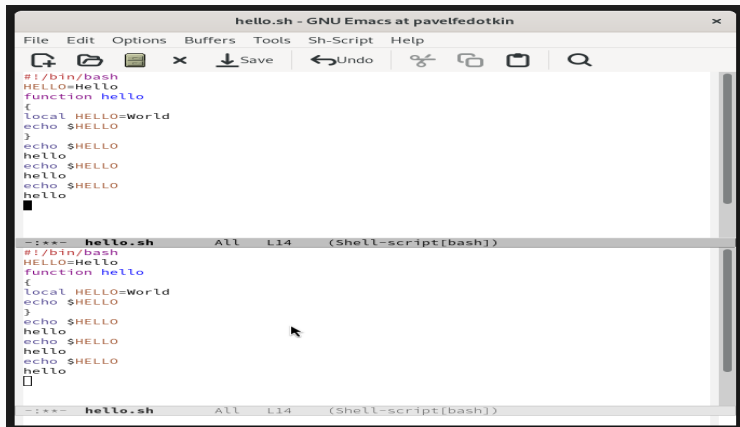 hello.sh - GNU Emacs at pavelfedotkin ×
File Edit Options Buffers Tools Sh-Script Help
Save Undo
#!/bin/bash
HELLO=Hello
function hello
{
local HELLO=World
echo $HELLO
}
echo $HELLO
hello
echo $HELLO
hello
echo $HELLO
hello
-:**- hello.sh All L14 (Shell-script[bash])
#!/bin/bash
HELLO=Hello
function hello
{
local HELLO=World
echo $HELLO
}
echo $HELLO
hello
echo $HELLO
hello
echo $HELLO
hello
-:**- hello.sh All L14 (Shell-script[bash])